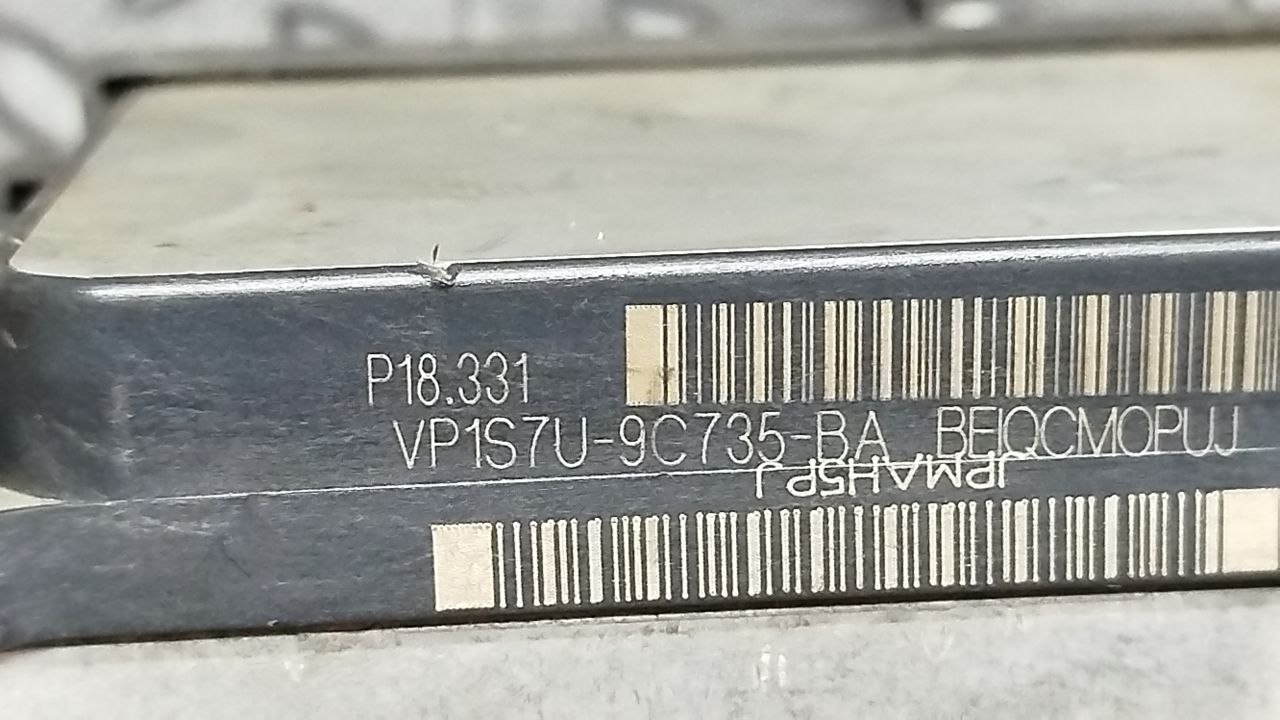 P18.331
VP1S7U-9C735-BA BEIQCMOPUJ
JPMAH5PJ